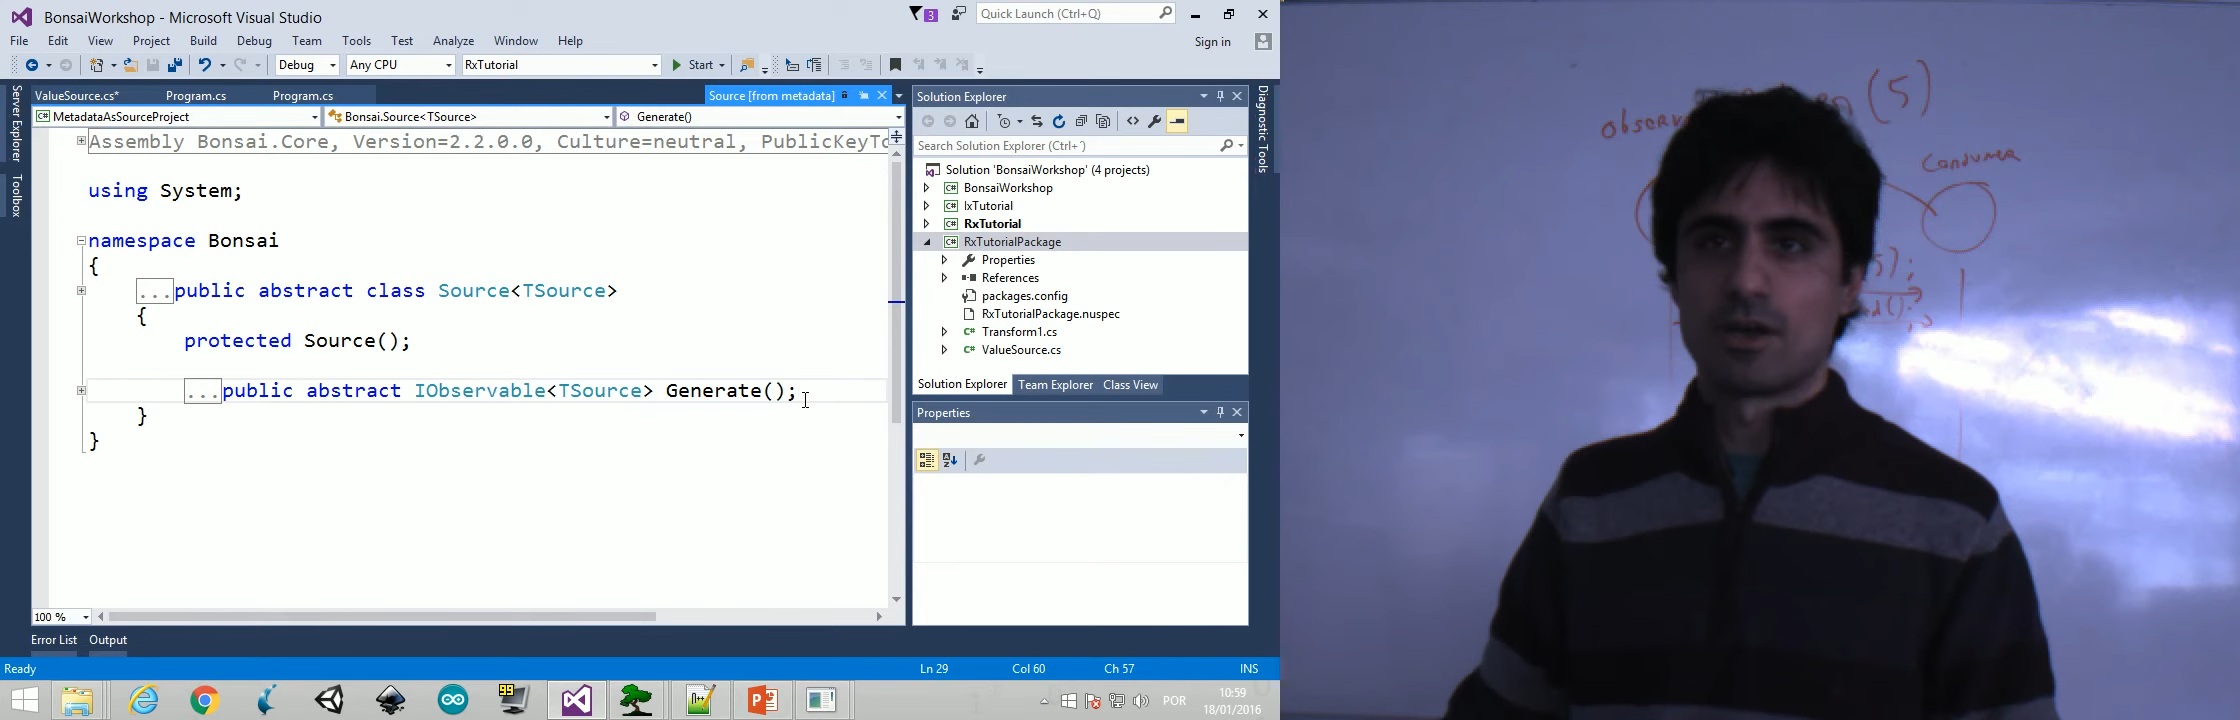 BonsaiWorkshop - Microsoft Visual Studio
3
Quick Launch (Ctrl+Q)
File Edit View Project Build Debug Team Tools Test Analyze Window Help
Sign in
Debug Any CPU RxTutorial Start
Server Explorer
Toolbox
ValueSource.cs* Program.cs Program.cs Source [from metadata]
MetadataAsSourceProject Bonsai.Source<TSource> Generate()
Assembly Bonsai.Core, Version=2.2.0.0, Culture=neutral, PublicKeyTo
using System;
namespace Bonsai
{
...public abstract class Source<TSource>
{
protected Source();
...public abstract IObservable<TSource> Generate();
}
}
100 %
Solution Explorer
Search Solution Explorer (Ctrl+´)
Solution 'BonsaiWorkshop' (4 projects)
BonsaiWorkshop
IxTutorial
RxTutorial
RxTutorialPackage
Properties
References
packages.config
RxTutorialPackage.nuspec
Transform1.cs
ValueSource.cs
Solution Explorer Team Explorer Class View
Properties
Diagnostic Tools
Error List Output
Ready Ln 29 Col 60 Ch 57 INS
99
POR
10:59
18/01/2016
(5)
observ
Consumer
5);
();